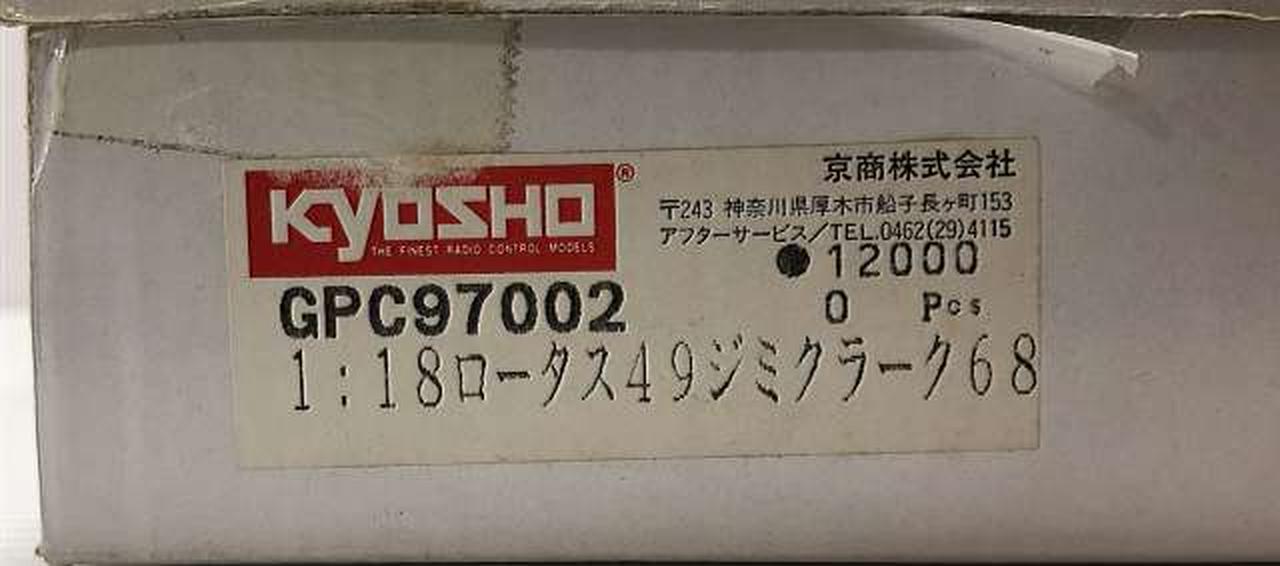 KYOSHO®
THE FINEST RADIO CONTROL MODELS
京商株式会社
〒243 神奈川県厚木市船子長ヶ町153
アフターサービス/TEL.0462(29)4115
●12000
GPC97002
0 Pcs
1:18ロータス49ジミクラーク68